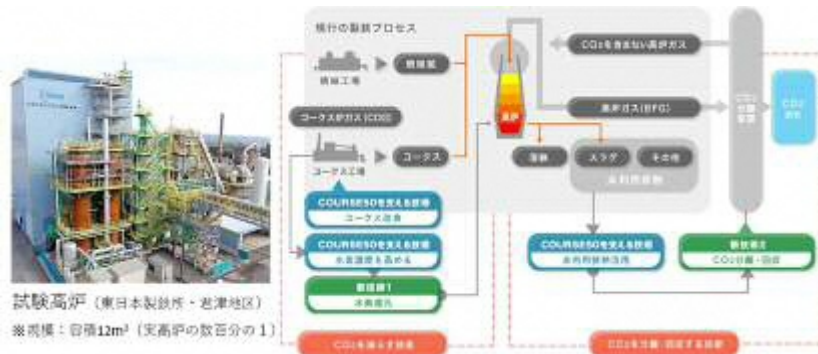 現行の製鉄プロセス
焼結工場
焼結鉱
コークス炉ガス(COG)
コークス工場
コークス
COURSE50を支える技術
コークス改良
COURSE50を支える技術
水素濃度を高める
新技術1
水素還元
CO2を減らす技術
高炉
CO2を含まない高炉ガス
高炉ガス(BFG)
溶銑
スラグ
その他
未利用排熱
COURSE50を支える技術
未利用排熱活用
新技術2
CO2分離・回収
CO2を分離・回収する技術
CO2
試験高炉（東日本製鉄所・君津地区）
※規模：容積12m³（実高炉の数百分の1）